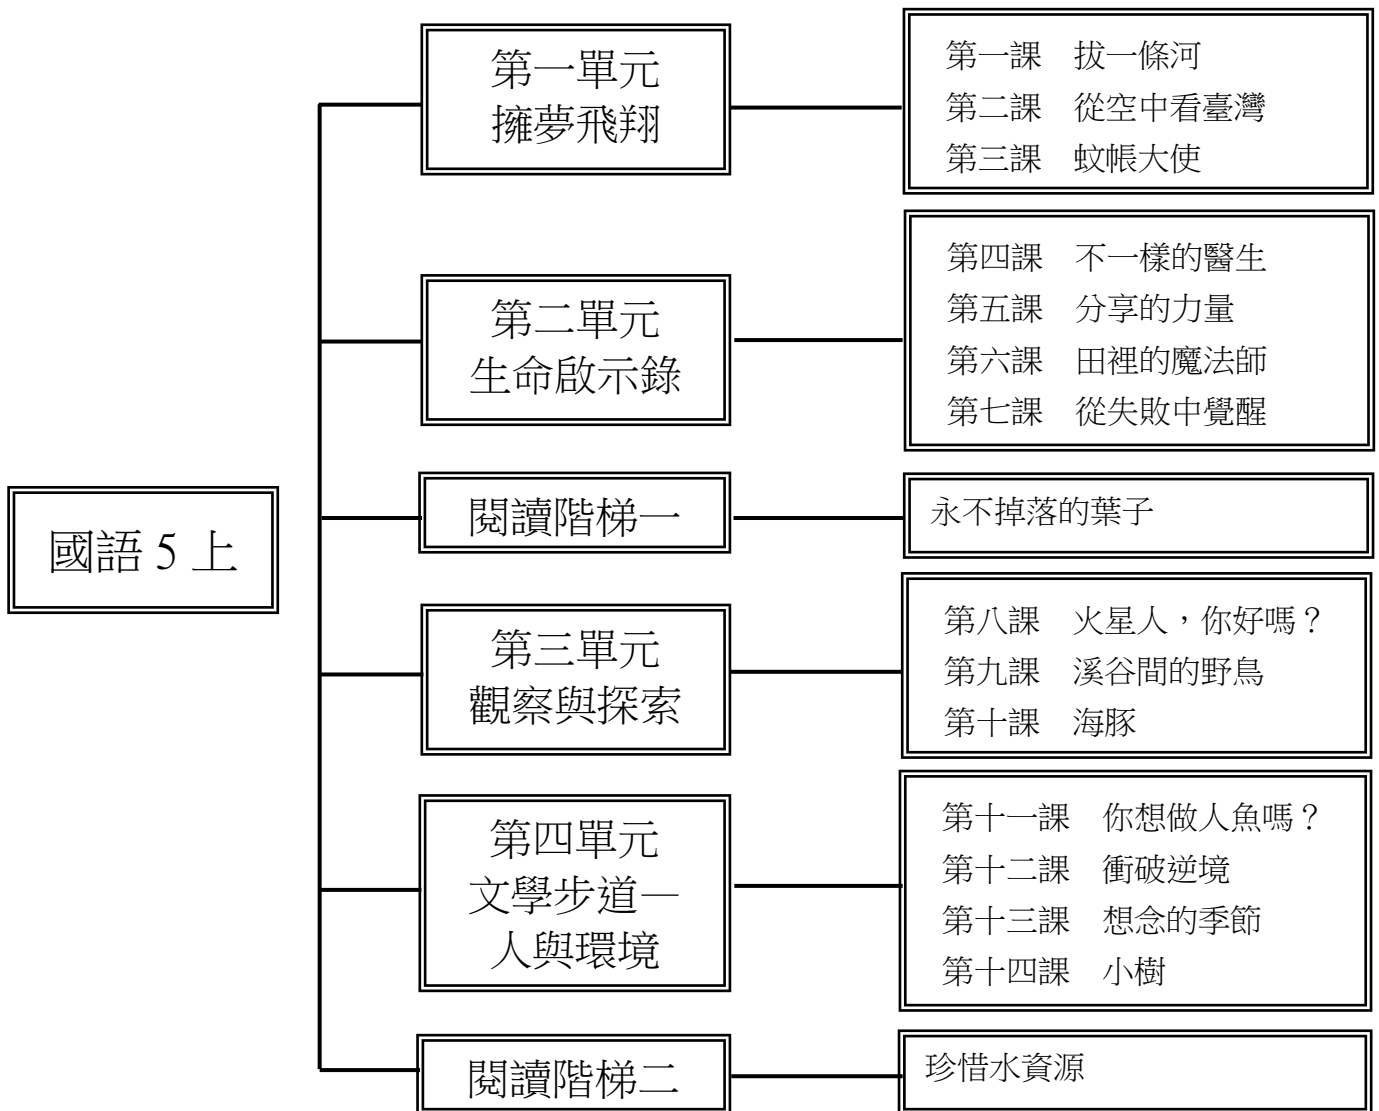 國語 5 上
第一單元
擁夢飛翔
第一課 拔一條河
第二課 從空中看臺灣
第三課 蚊帳大使
第二單元
生命啟示錄
第四課 不一樣的醫生
第五課 分享的力量
第六課 田裡的魔法師
第七課 從失敗中覺醒
閱讀階梯一
永不掉落的葉子
第三單元
觀察與探索
第八課 火星人，你好嗎？
第九課 溪谷間的野鳥
第十課 海豚
第四單元
文學步道—
人與環境
第十一課 你想做人魚嗎？
第十二課 衝破逆境
第十三課 想念的季節
第十四課 小樹
閱讀階梯二
珍惜水資源